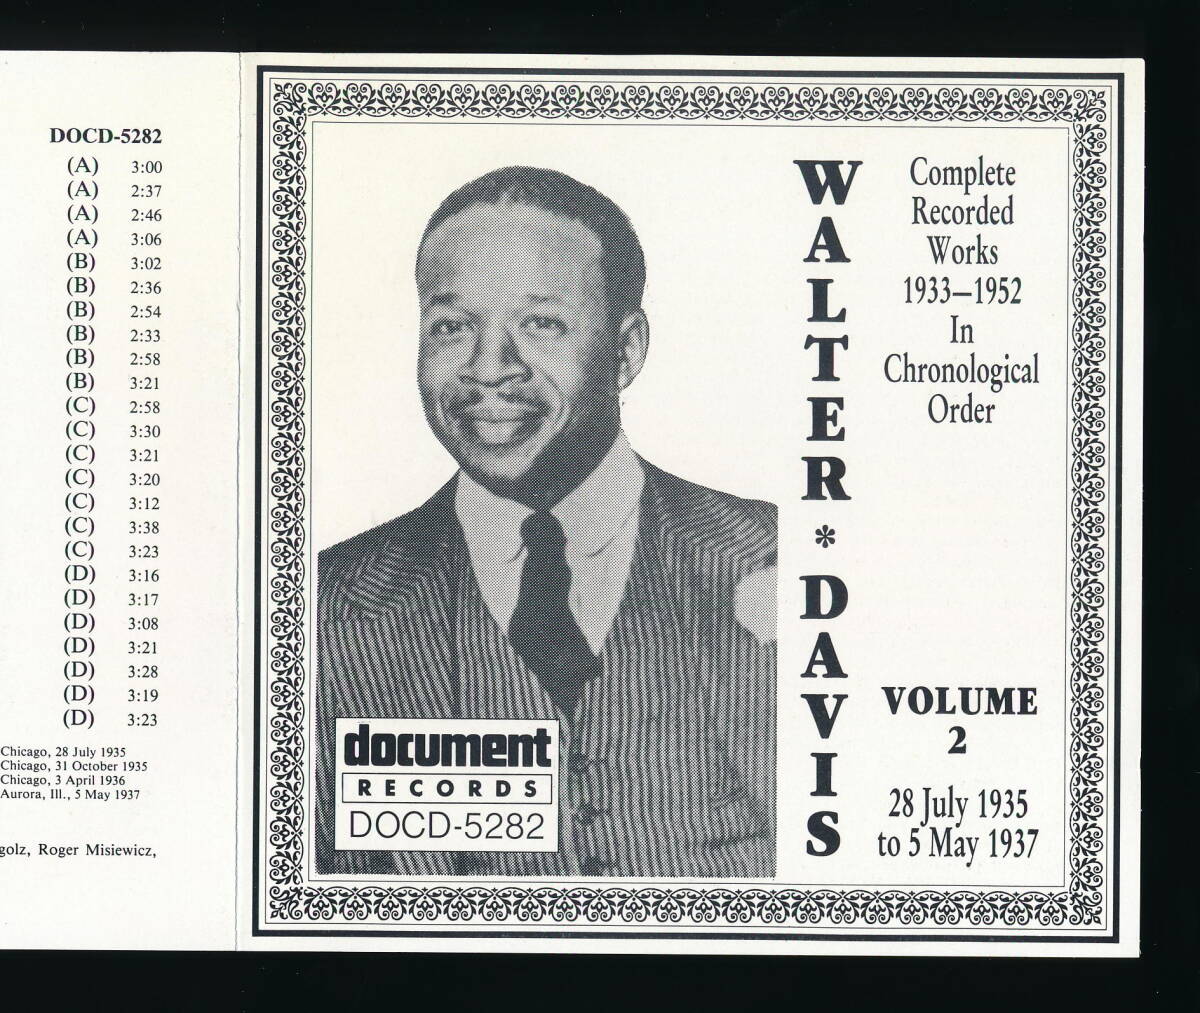 DOCD-5282
(A) 3:00
(A) 2:37
(A) 2:46
(A) 3:06
(B) 3:02
(B) 2:36
(B) 2:54
(B) 2:33
(B) 2:58
(B) 3:21
(C) 2:58
(C) 3:30
(C) 3:21
(C) 3:20
(C) 3:12
(C) 3:38
(C) 3:23
(D) 3:16
(D) 3:17
(D) 3:08
(D) 3:21
(D) 3:28
(D) 3:19
(D) 3:23
Chicago, 28 July 1935
Chicago, 31 October 1935
Chicago, 3 April 1936
Aurora, Ill., 5 May 1937
golz, Roger Misiewicz,
WALTER * DAVIS
Complete
Recorded
Works
1933–1952
In
Chronological
Order
VOLUME
2
28 July 1935
to 5 May 1937
document
RECORDS
DOCD-5282